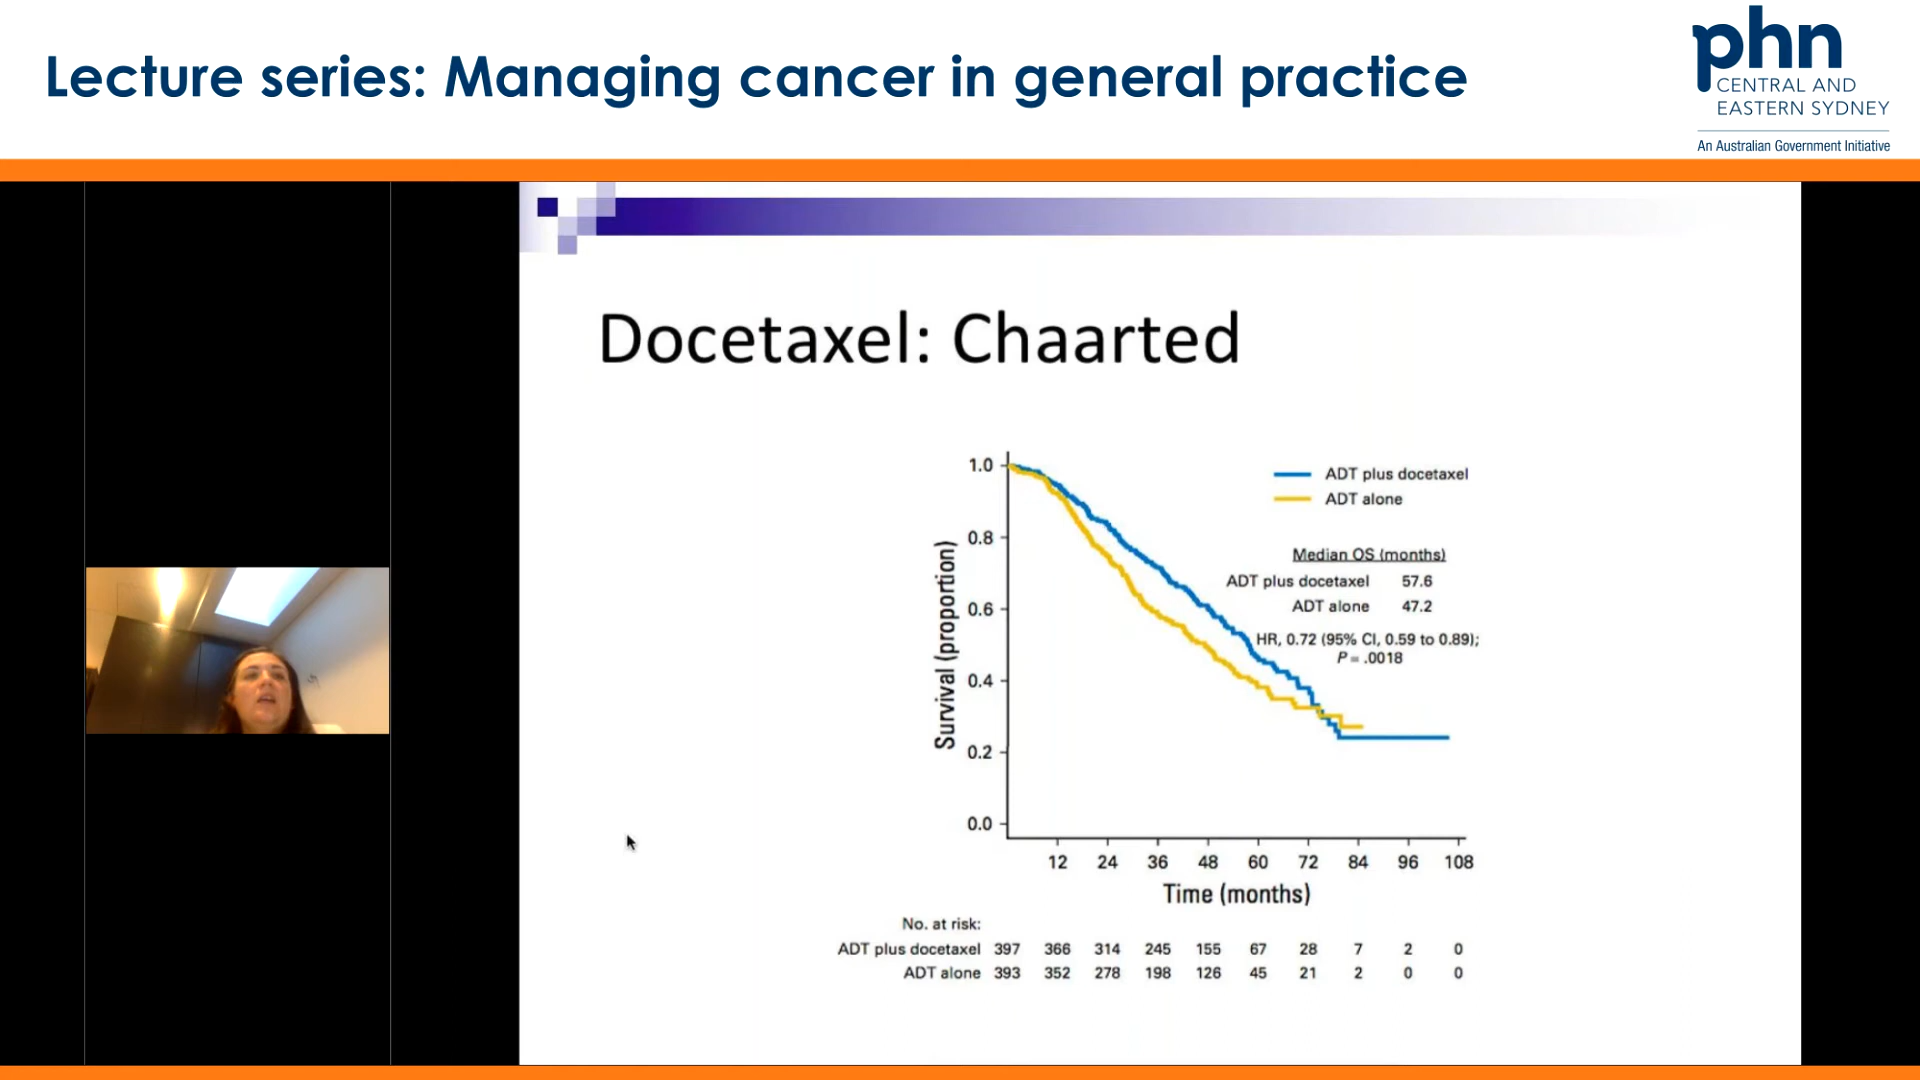 Lecture series: Managing cancer in general practice
phn
CENTRAL AND
EASTERN SYDNEY
An Australian Government Initiative
Docetaxel: Chaarted
1.0
0.8
0.6
0.4
0.2
0.0
Survival (proportion)
ADT plus docetaxel
ADT alone
Median OS (months)
ADT plus docetaxel 57.6
ADT alone 47.2
HR, 0.72 (95% CI, 0.59 to 0.89);
P = .0018
12 24 36 48 60 72 84 96 108
Time (months)
No. at risk:
ADT plus docetaxel 397 366 314 245 155 67 28 7 2 0
ADT alone 393 352 278 198 126 45 21 2 0 0